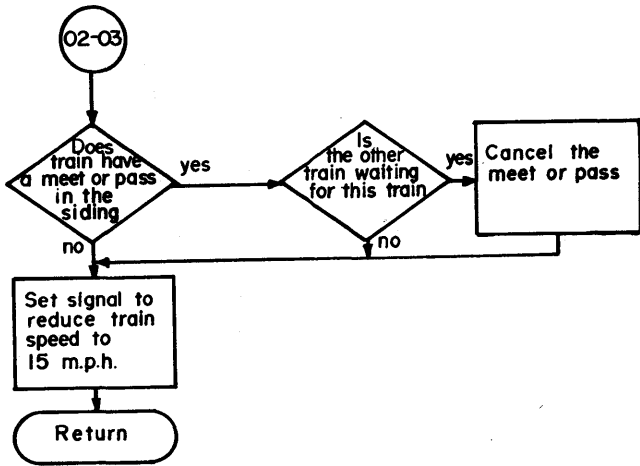 02-03
Does
train have
a meet or pass
in the
siding
yes
no
Is
the other
train waiting
for this train
yes
no
Cancel the
meet or pass
Set signal to
reduce train
speed to
15 m.p.h.
Return